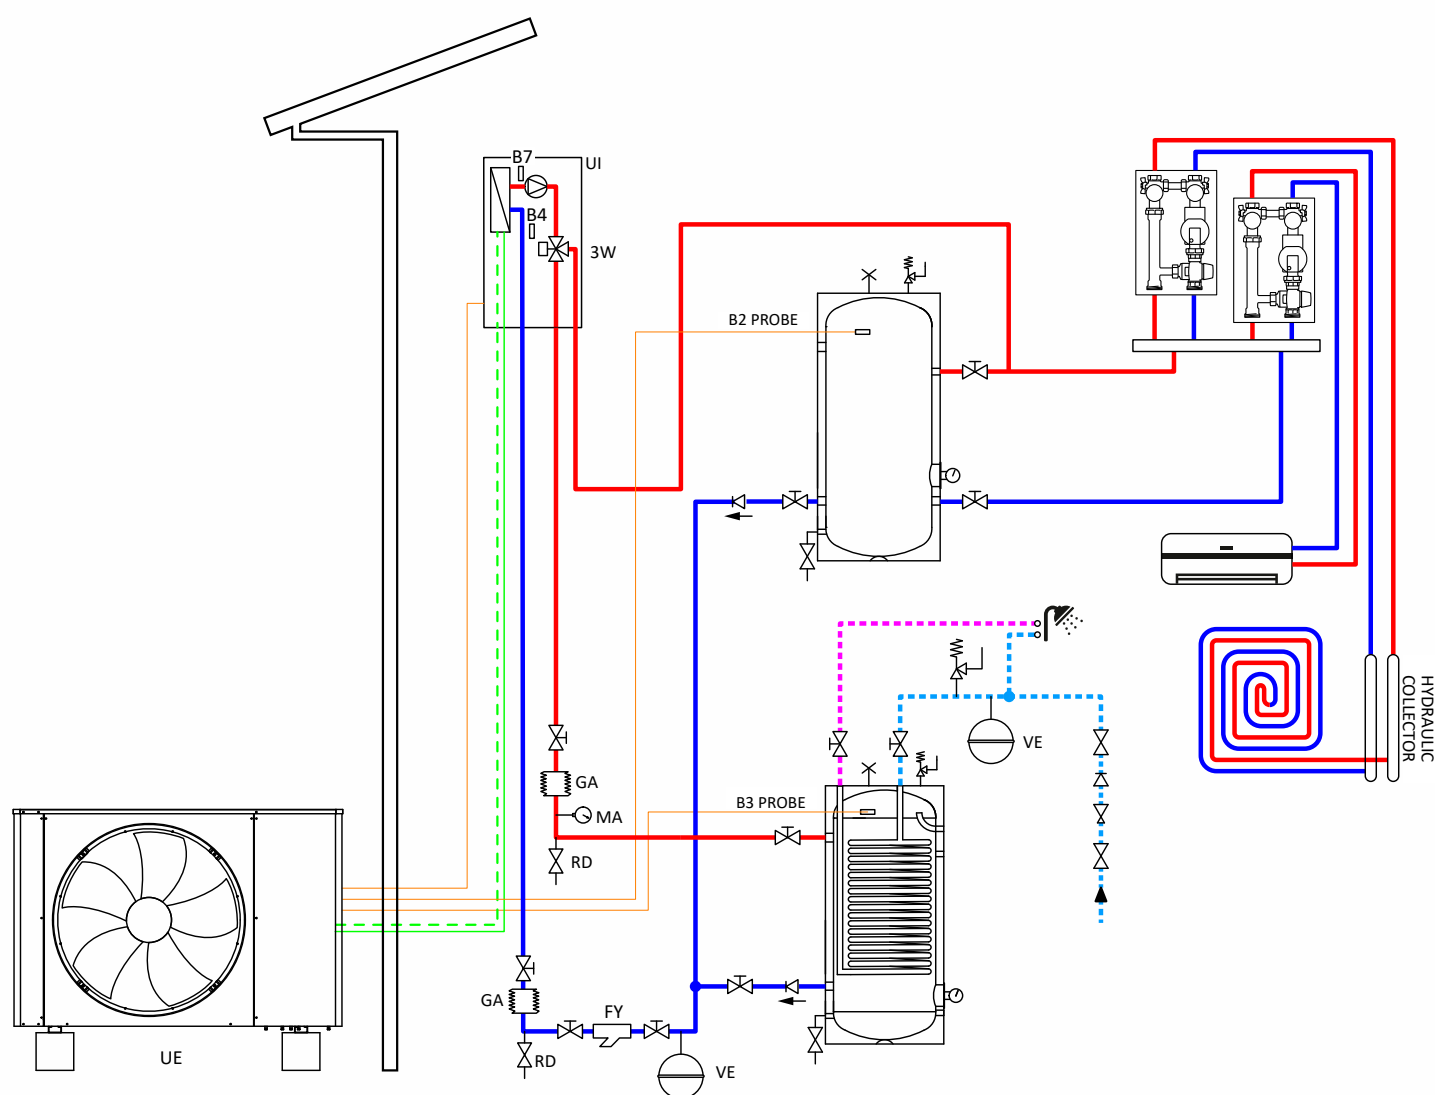 B7
UI
B4
3W
B2 PROBE
HYDRAULIC
COLLECTOR
VE
GA
B3 PROBE
MA
RD
GA
FY
UE
RD
VE